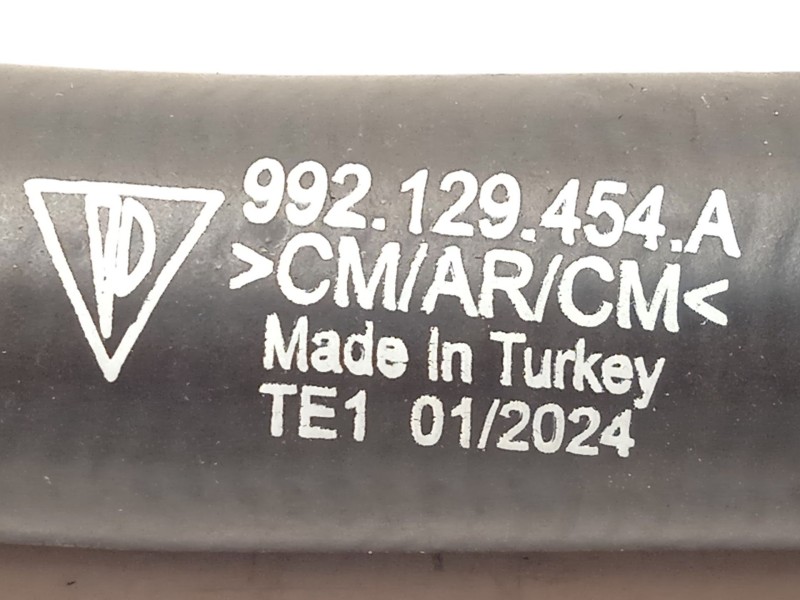 992.129.454.A
>CM/AR/CM<
Made In Turkey
TE1 01/2024